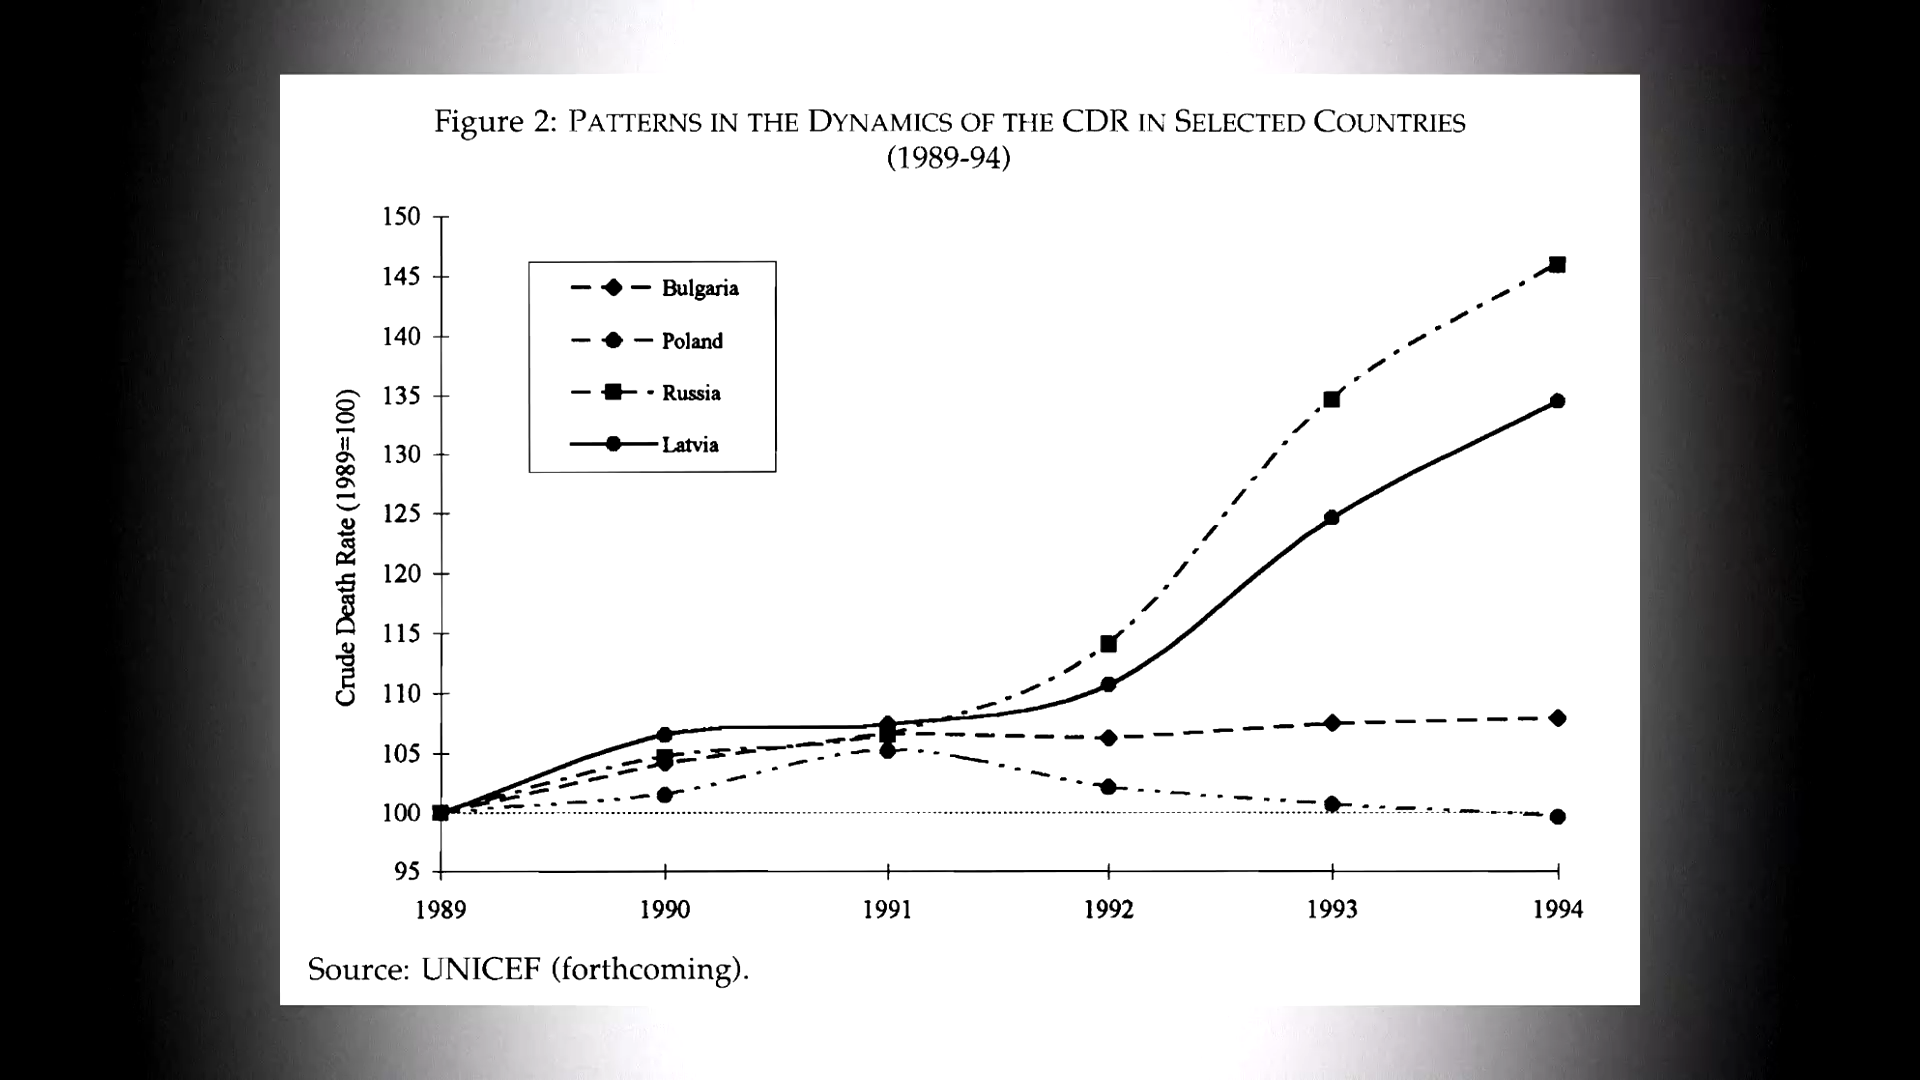 Figure 2: PATTERNS IN THE DYNAMICS OF THE CDR IN SELECTED COUNTRIES
(1989-94)
150
145
140
135
130
125
120
115
110
105
100
95
Crude Death Rate (1989=100)
Bulgaria
Poland
Russia
Latvia
1989 1990 1991 1992 1993 1994
Source: UNICEF (forthcoming).